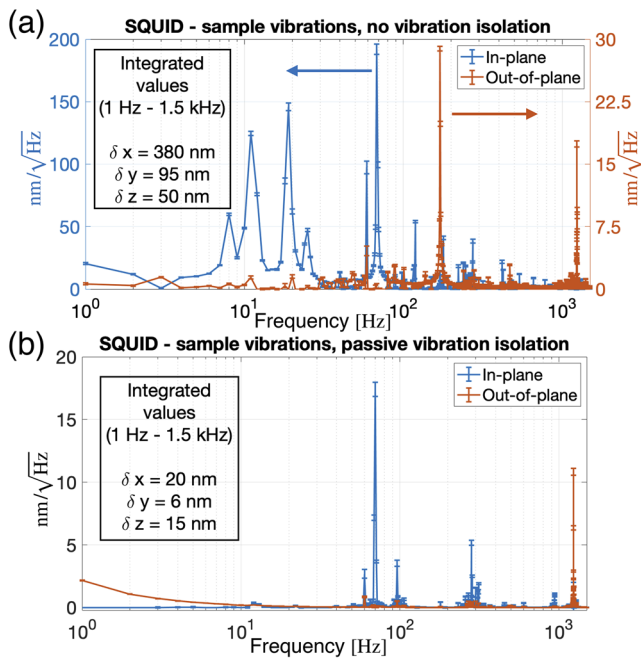 (a)
SQUID - sample vibrations, no vibration isolation
200
150
100
50
0
nm/√Hz
Integrated
values
(1 Hz - 1.5 kHz)
δ x = 380 nm
δ y = 95 nm
δ z = 50 nm
In-plane
Out-of-plane
30
22.5
15
7.5
0
nm/√Hz
10⁰
10¹
10²
10³
Frequency [Hz]
(b)
SQUID - sample vibrations, passive vibration isolation
20
15
10
5
0
nm/√Hz
Integrated
values
(1 Hz - 1.5 kHz)
δ x = 20 nm
δ y = 6 nm
δ z = 15 nm
In-plane
Out-of-plane
10⁰
10¹
10²
10³
Frequency [Hz]